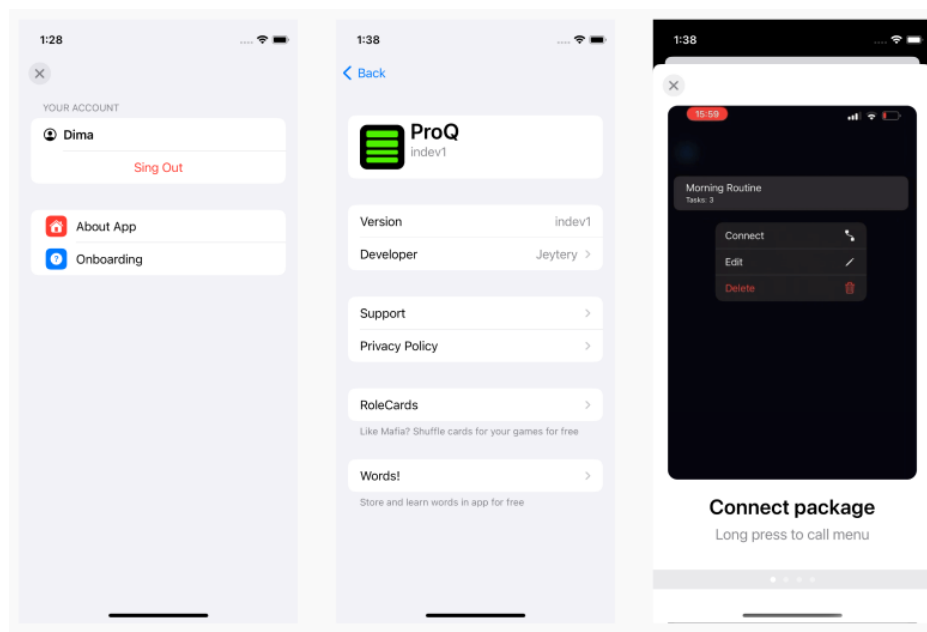 1:28
YOUR ACCOUNT
Dima
Sing Out
About App
Onboarding
1:38
Back
ProQ
indev1
Version indev1
Developer Jeytery
Support
Privacy Policy
RoleCards
Like Mafia? Shuffle cards for your games for free
Words!
Store and learn words in app for free
1:38
15:59
Morning Routine
Tasks: 3
Connect
Edit
Delete
Connect package
Long press to call menu